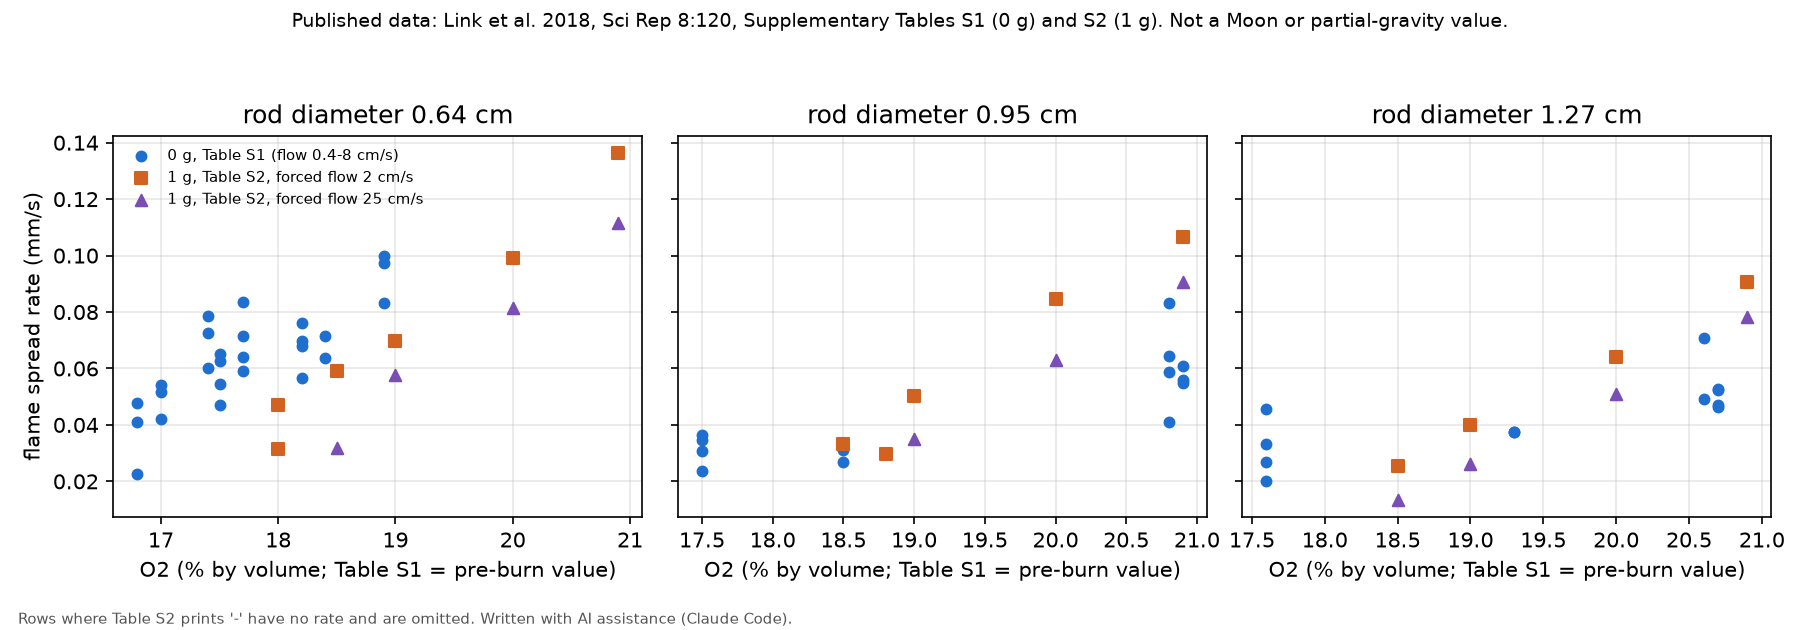 Published data: Link et al. 2018, Sci Rep 8:120, Supplementary Tables S1 (0 g) and S2 (1 g). Not a Moon or partial-gravity value.
rod diameter 0.64 cm
rod diameter 0.95 cm
rod diameter 1.27 cm
flame spread rate (mm/s)
0.14
0.12
0.10
0.08
0.06
0.04
0.02
0 g, Table S1 (flow 0.4-8 cm/s)
1 g, Table S2, forced flow 2 cm/s
1 g, Table S2, forced flow 25 cm/s
17 18 19 20 21
17.5 18.0 18.5 19.0 19.5 20.0 20.5 21.0
17.5 18.0 18.5 19.0 19.5 20.0 20.5 21.0
O2 (% by volume; Table S1 = pre-burn value)
O2 (% by volume; Table S1 = pre-burn value)
O2 (% by volume; Table S1 = pre-burn value)
Rows where Table S2 prints '-' have no rate and are omitted. Written with AI assistance (Claude Code).